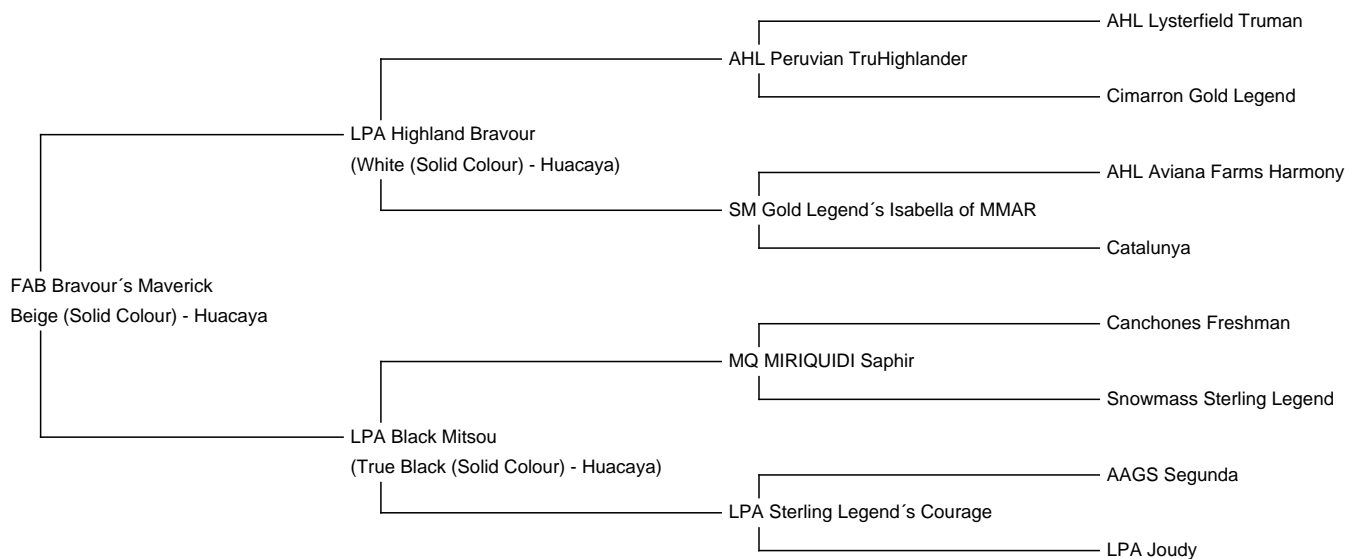 AHL Lysterfield Truman
AHL Peruvian TruHighlander
Cimarron Gold Legend
LPA Highland Bravour
(White (Solid Colour) - Huacaya)
AHL Aviana Farms Harmony
SM Gold Legend´s Isabella of MMAR
Catalunya
FAB Bravour´s Maverick
Beige (Solid Colour) - Huacaya
Canchones Freshman
MQ MIRIQUIDI Saphir
Snowmass Sterling Legend
LPA Black Mitsou
(True Black (Solid Colour) - Huacaya)
AAGS Segunda
LPA Sterling Legend´s Courage
LPA Joudy